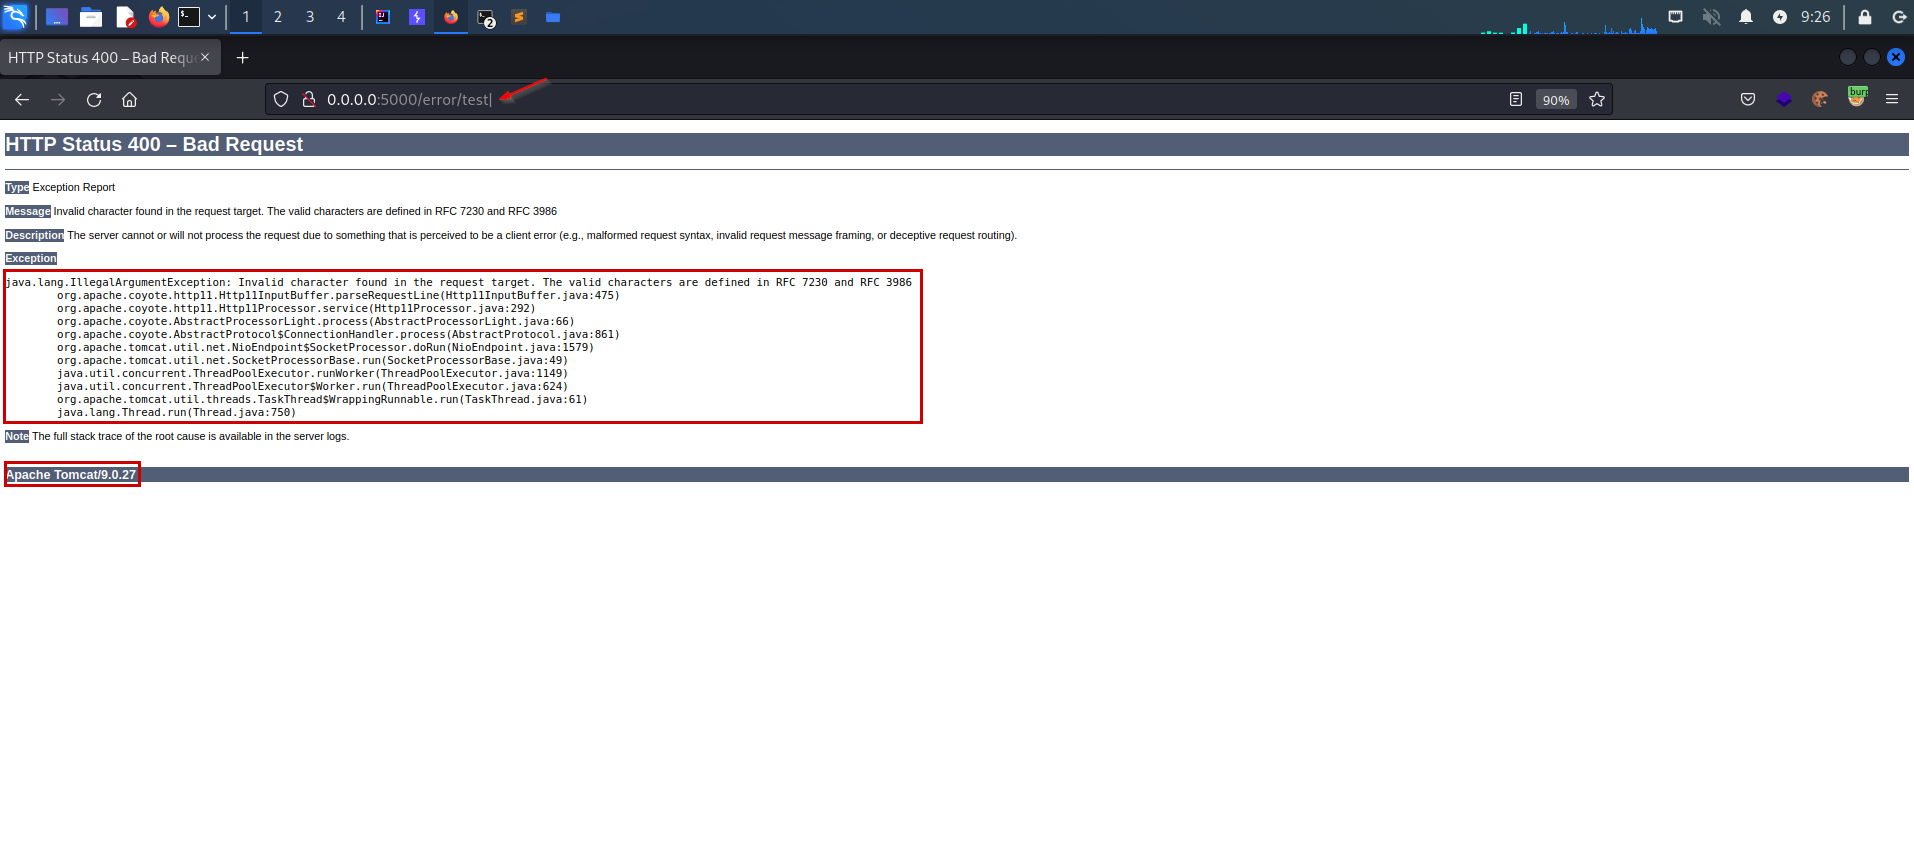 1 2 3 4
2
9:26
HTTP Status 400 – Bad Requ
0.0.0.0:5000/error/test|
90%
burp
HTTP Status 400 – Bad Request
Type Exception Report
Message Invalid character found in the request target. The valid characters are defined in RFC 7230 and RFC 3986
Description The server cannot or will not process the request due to something that is perceived to be a client error (e.g., malformed request syntax, invalid request message framing, or deceptive request routing).
Exception
java.lang.IllegalArgumentException: Invalid character found in the request target. The valid characters are defined in RFC 7230 and RFC 3986
org.apache.coyote.http11.Http11InputBuffer.parseRequestLine(Http11InputBuffer.java:475)
org.apache.coyote.http11.Http11Processor.service(Http11Processor.java:292)
org.apache.coyote.AbstractProcessorLight.process(AbstractProcessorLight.java:66)
org.apache.coyote.AbstractProtocol$ConnectionHandler.process(AbstractProtocol.java:861)
org.apache.tomcat.util.net.NioEndpoint$SocketProcessor.doRun(NioEndpoint.java:1579)
org.apache.tomcat.util.net.SocketProcessorBase.run(SocketProcessorBase.java:49)
java.util.concurrent.ThreadPoolExecutor.runWorker(ThreadPoolExecutor.java:1149)
java.util.concurrent.ThreadPoolExecutor$Worker.run(ThreadPoolExecutor.java:624)
org.apache.tomcat.util.threads.TaskThread$WrappingRunnable.run(TaskThread.java:61)
java.lang.Thread.run(Thread.java:750)
Note The full stack trace of the root cause is available in the server logs.
Apache Tomcat/9.0.27